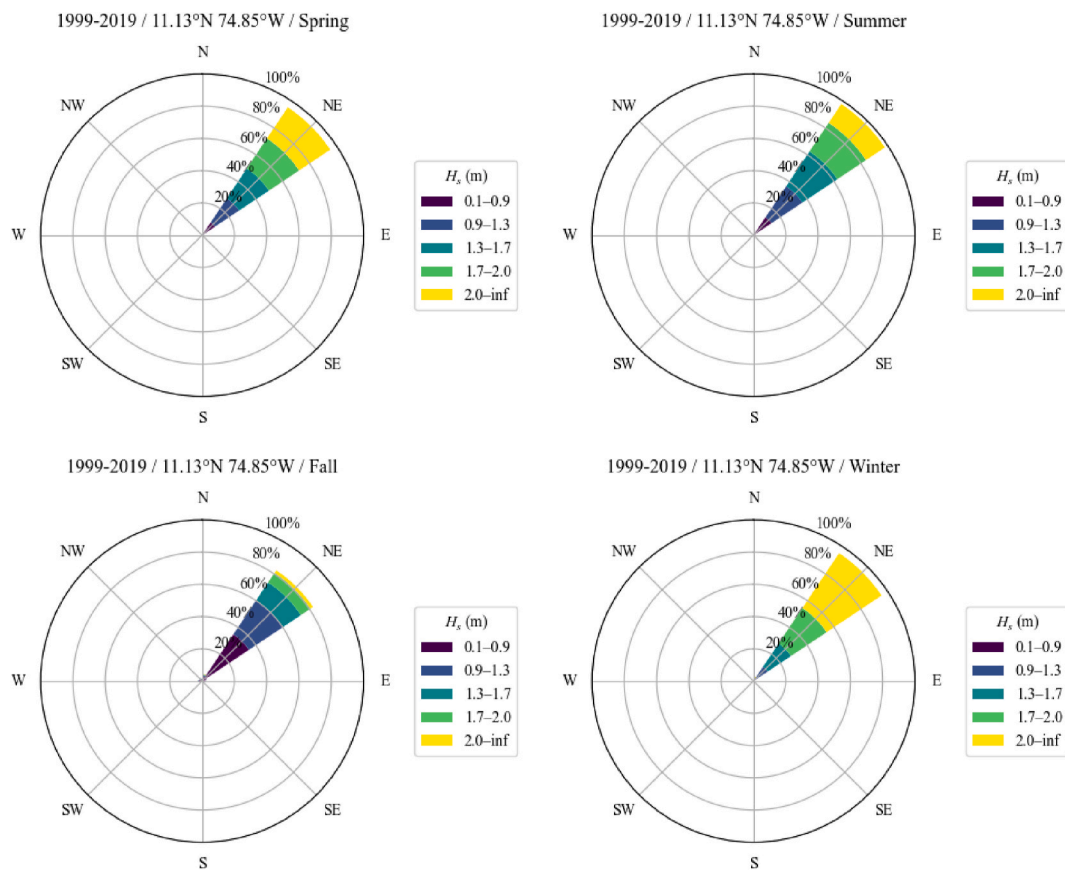 1999-2019 / 11.13°N 74.85°W / Spring
N
NW
NE
W
E
SW
SE
S
20%
40%
60%
80%
100%
H_s (m)
0.1–0.9
0.9–1.3
1.3–1.7
1.7–2.0
2.0–inf
1999-2019 / 11.13°N 74.85°W / Summer
N
NW
NE
W
E
SW
SE
S
20%
40%
60%
80%
100%
H_s (m)
0.1–0.9
0.9–1.3
1.3–1.7
1.7–2.0
2.0–inf
1999-2019 / 11.13°N 74.85°W / Fall
N
NW
NE
W
E
SW
SE
S
20%
40%
60%
80%
100%
H_s (m)
0.1–0.9
0.9–1.3
1.3–1.7
1.7–2.0
2.0–inf
1999-2019 / 11.13°N 74.85°W / Winter
N
NW
NE
W
E
SW
SE
S
20%
40%
60%
80%
100%
H_s (m)
0.1–0.9
0.9–1.3
1.3–1.7
1.7–2.0
2.0–inf